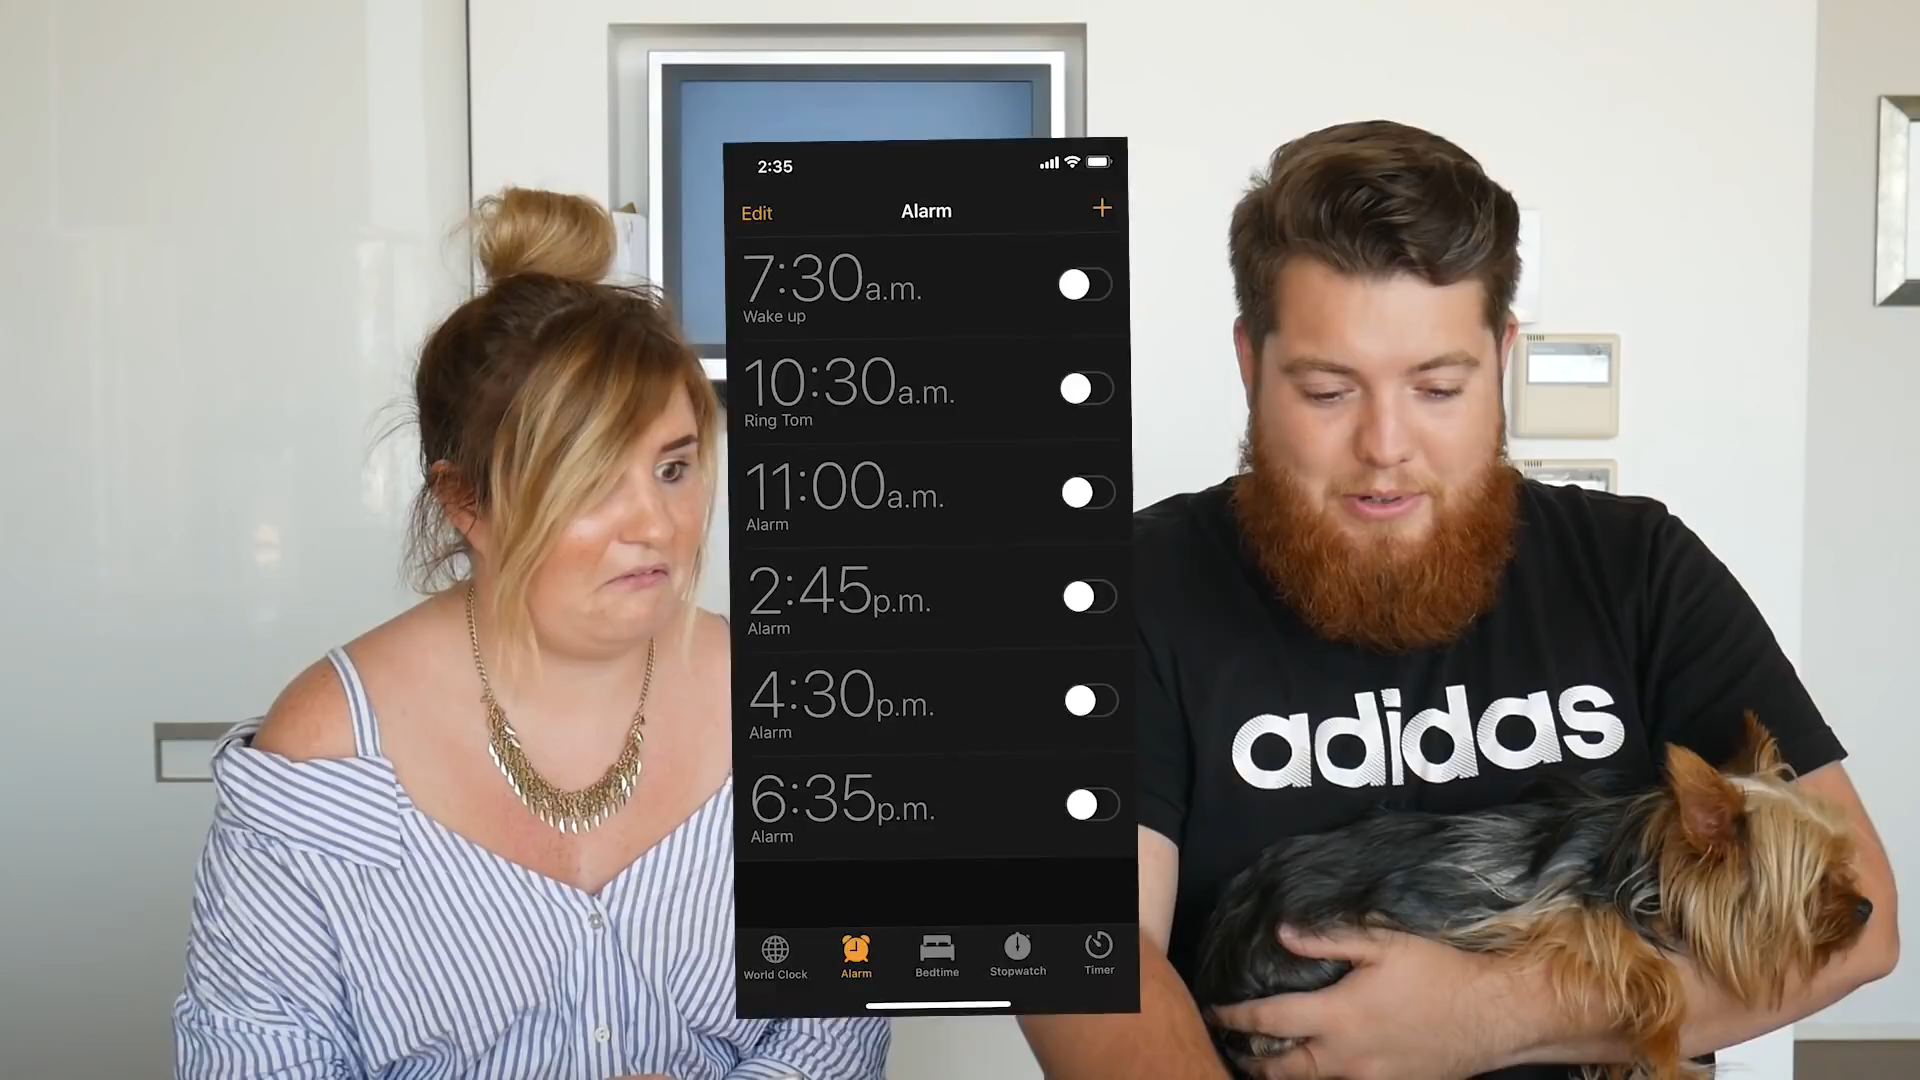 2:35
Edit
Alarm
7:30a.m.
Wake up
10:30a.m.
Ring Tom
11:00a.m.
Alarm
2:45p.m.
Alarm
4:30p.m.
Alarm
6:35p.m.
Alarm
World Clock
Alarm
Bedtime
Stopwatch
Timer
adidas